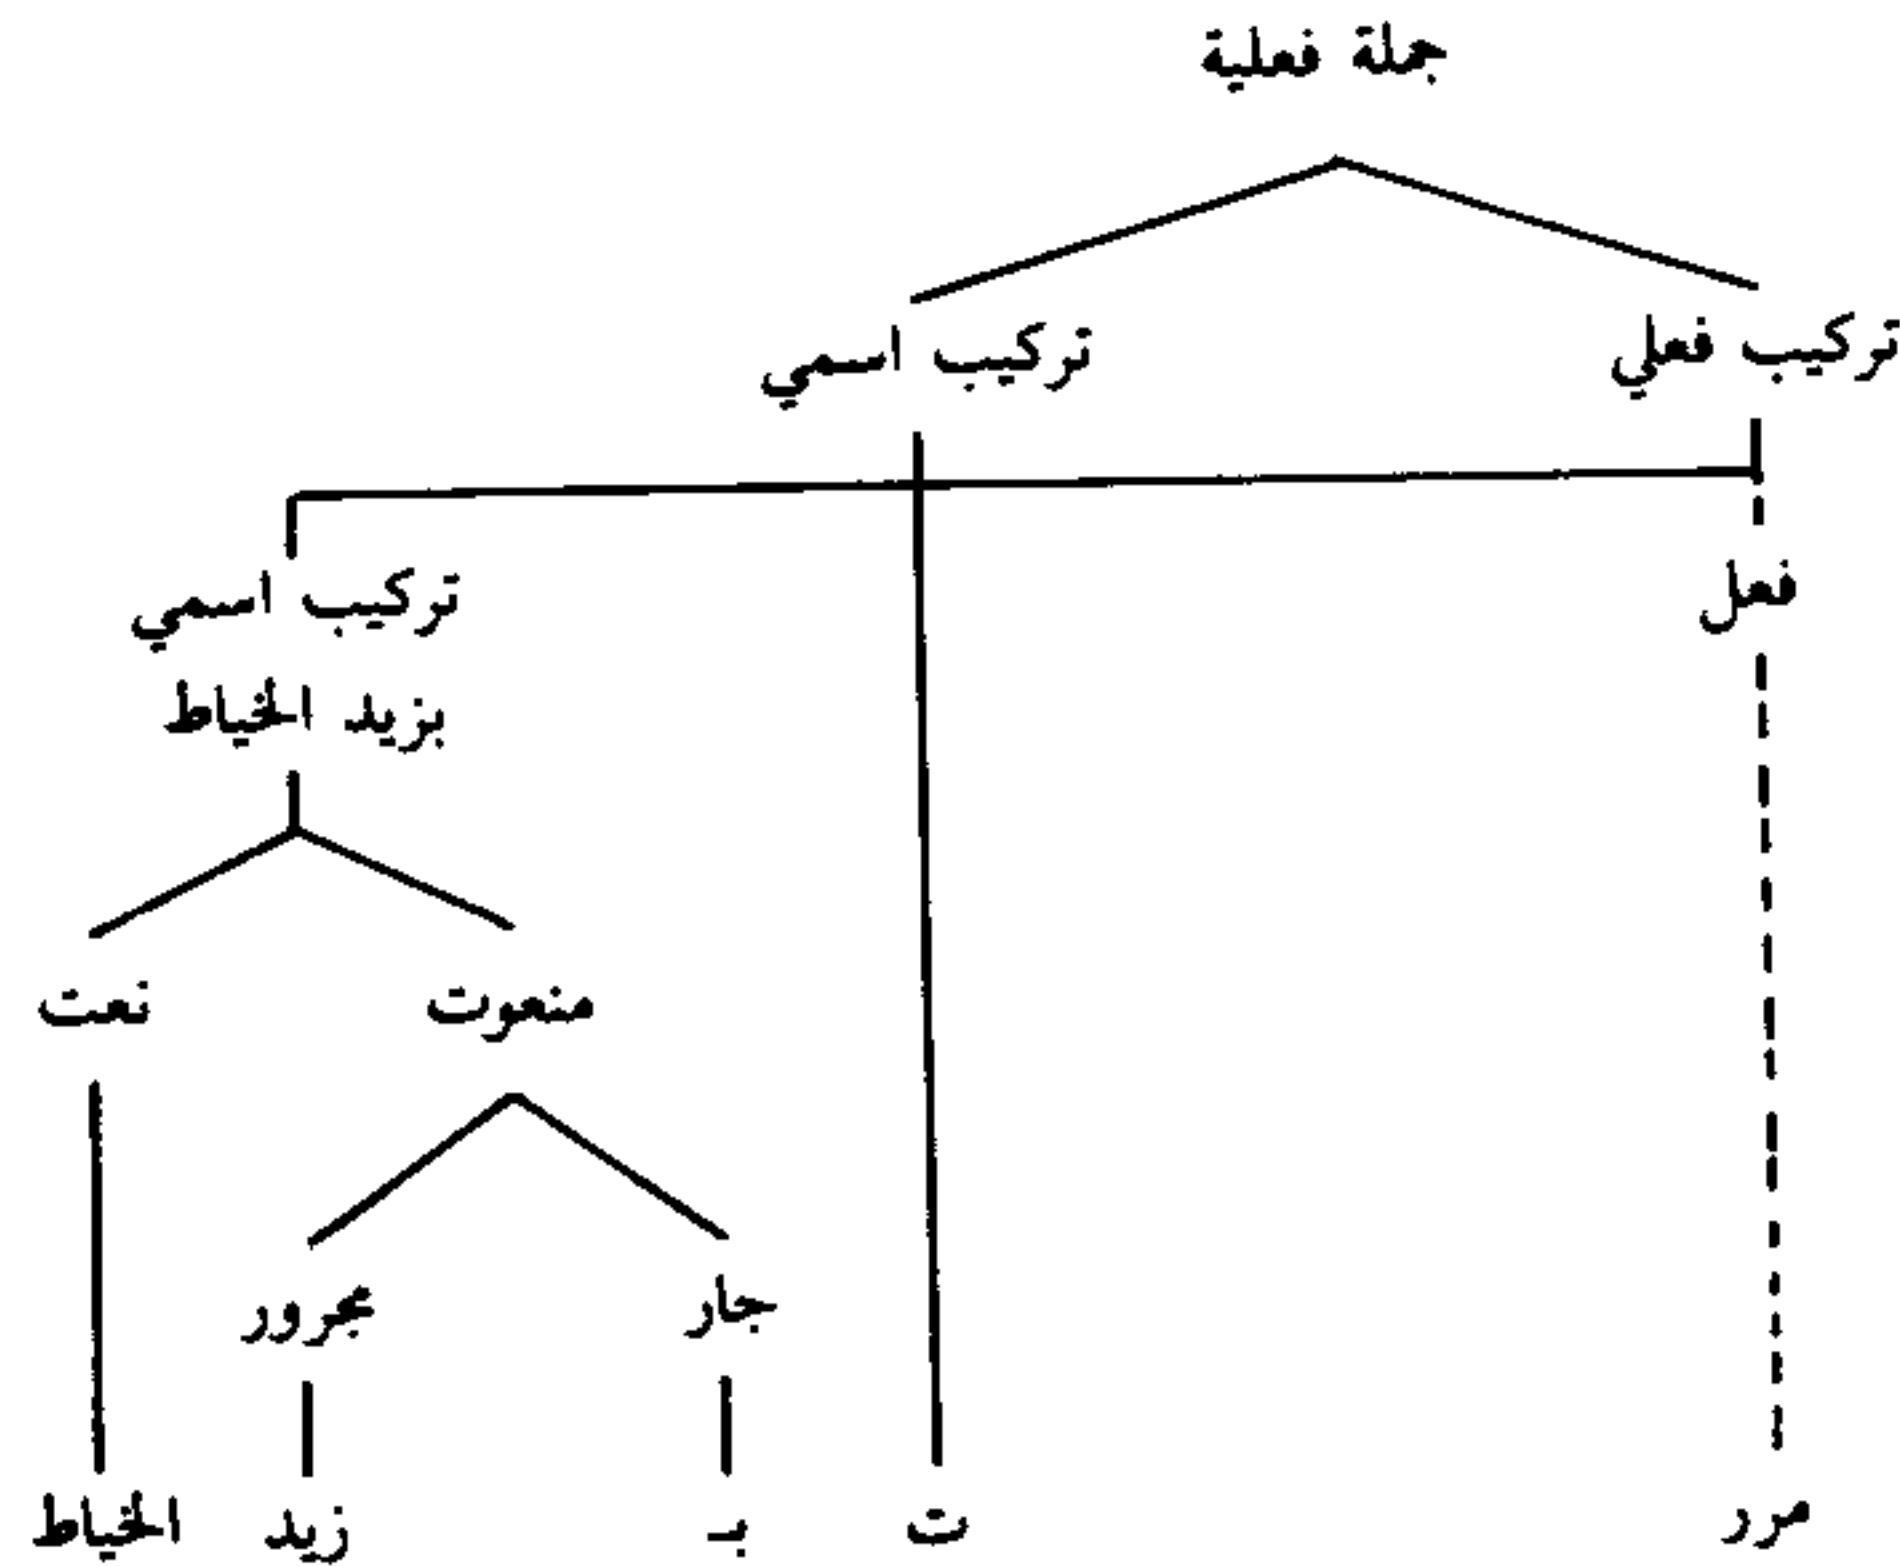 جملة فعلية
تركيب فعلي تركيب اسمي
فعل تركيب اسمي
بزيد الخياط
منعوت نعت
جار مجرور
مرر ت بـ زيد الخياط